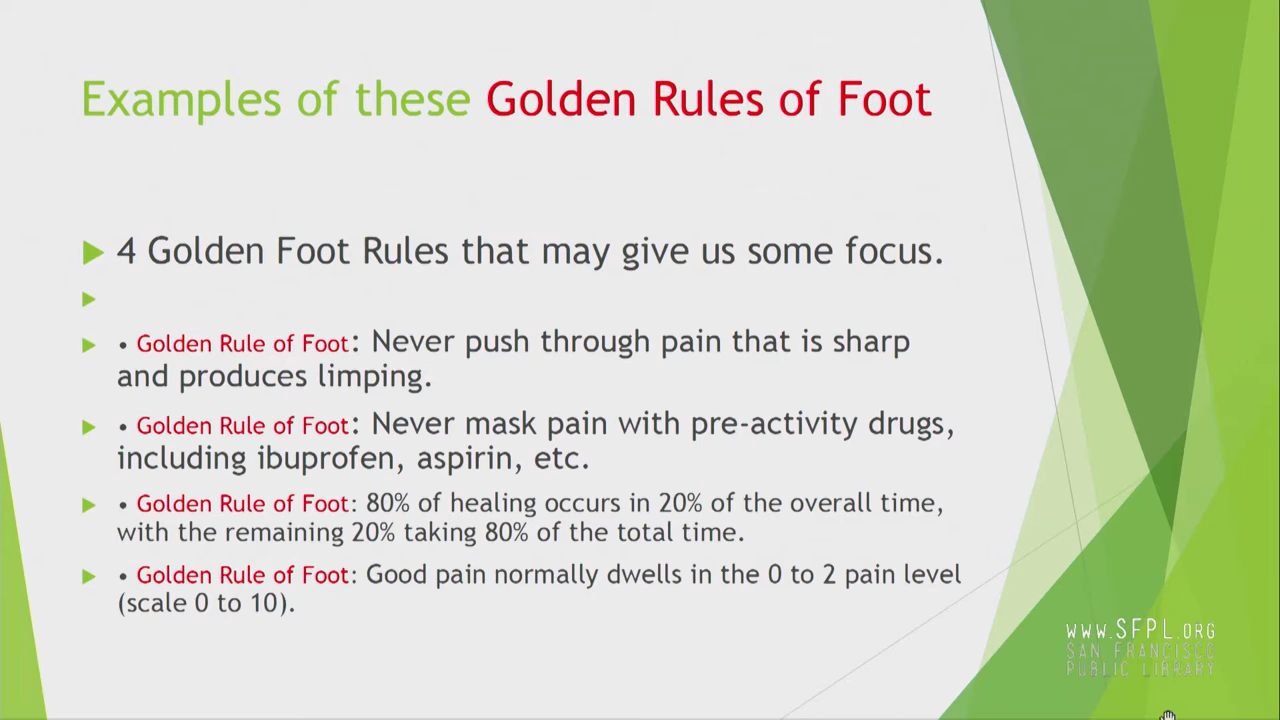 Examples of these Golden Rules of Foot
4 Golden Foot Rules that may give us some focus.
• Golden Rule of Foot: Never push through pain that is sharp
and produces limping.
• Golden Rule of Foot: Never mask pain with pre-activity drugs,
including ibuprofen, aspirin, etc.
• Golden Rule of Foot: 80% of healing occurs in 20% of the overall time,
with the remaining 20% taking 80% of the total time.
• Golden Rule of Foot: Good pain normally dwells in the 0 to 2 pain level
(scale 0 to 10).
WWW.SFPL.ORG
SAN FRANCISCO
PUBLIC LIBRARY